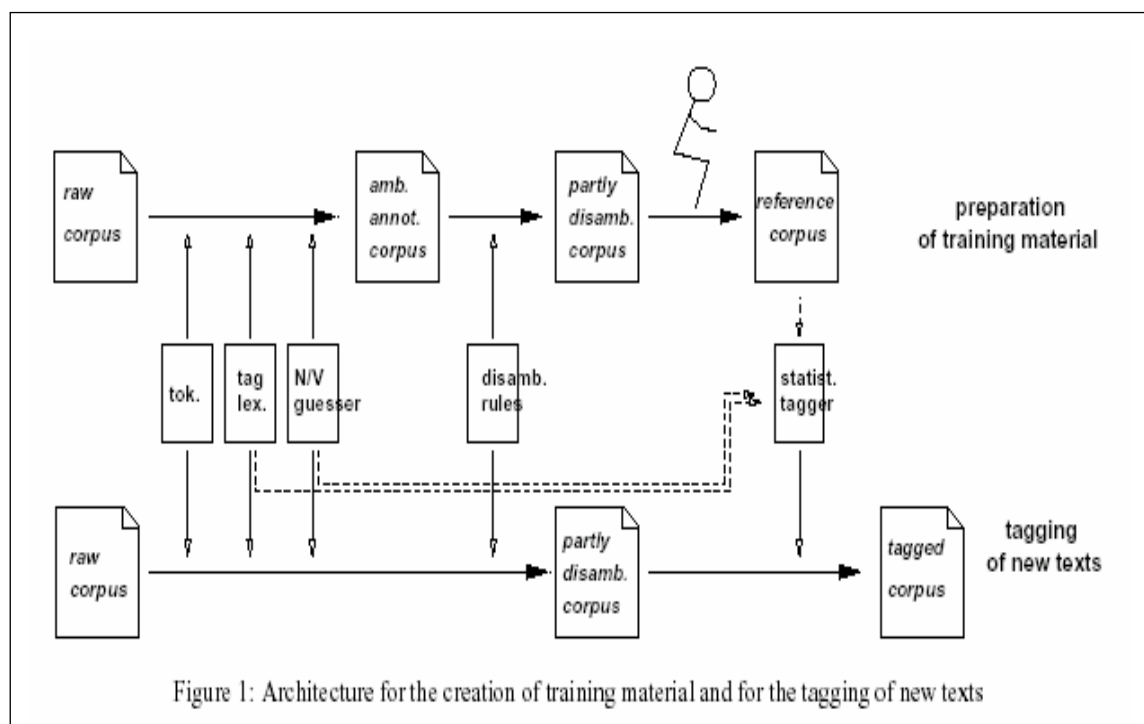 raw
corpus
amb.
annot.
corpus
partly
disamb.
corpus
reference
corpus
preparation
of training material
tok.
tag
lex.
N/V
guesser
disamb.
rules
statist.
tagger
raw
corpus
partly
disamb.
corpus
tagged
corpus
tagging
of new texts
Figure 1: Architecture for the creation of training material and for the tagging of new texts